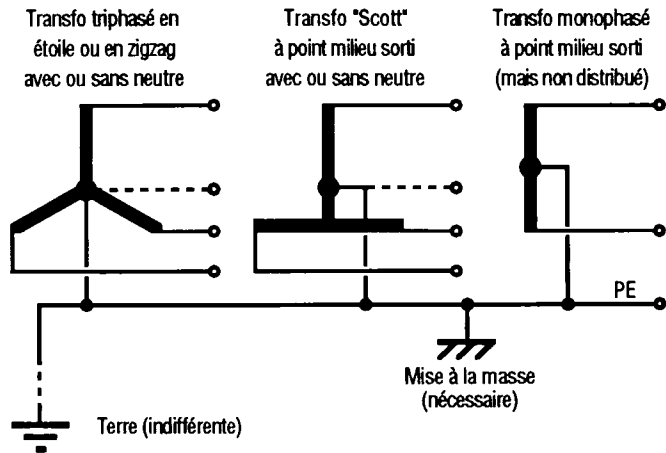 Transfo triphasé en
étoile ou en zigzag
avec ou sans neutre
Transfo "Scott"
à point milieu sorti
avec ou sans neutre
Transfo monophasé
à point milieu sorti
(mais non distribué)
PE
Mise à la masse
(nécessaire)
Terre (indifférente)